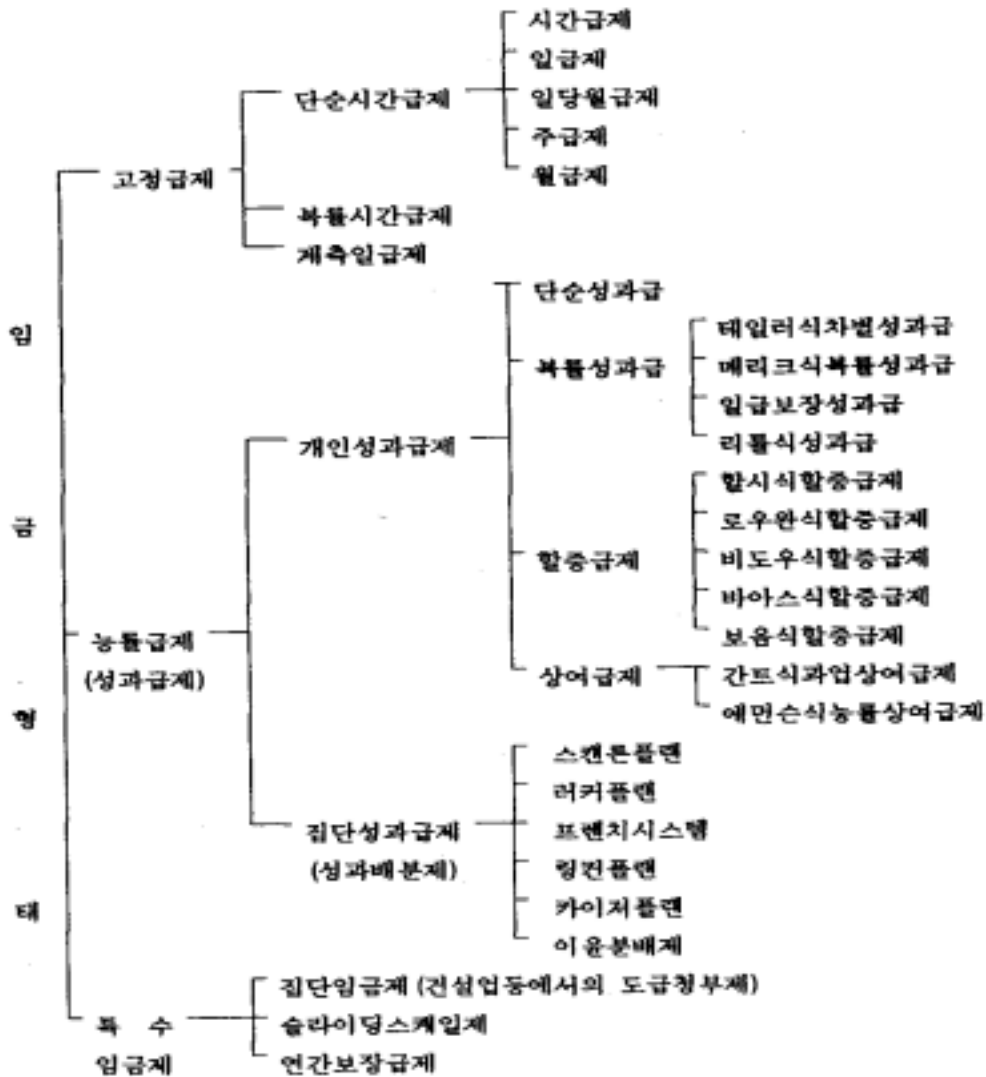 시간급제
일급제
단순시간급제
일당월급제
주급제
고정급제
월급제
복률시간급제
계측일급제
단순성과급
임
테일러식차별성과급
복률성과급
메리크식복률성과급
일급보장성과급
개인성과급제
리틀식성과급
할시식할증급제
금
로우완식할증급제
할증급제
비도우식할증급제
바아스식할증급제
능률급제
보음식할증급제
(성과급제)
상여급제
간트식과업상여급제
형
에먼슨식능률상여급제
스캔론플랜
러커플랜
집단성과급제
프렌치시스템
(성과배분제)
링컨플랜
태
카이저플랜
이윤분배제
집단임금제 (건설업등에서의 도급청부제)
특 수
슬라이딩스케일제
임금제
연간보장급제